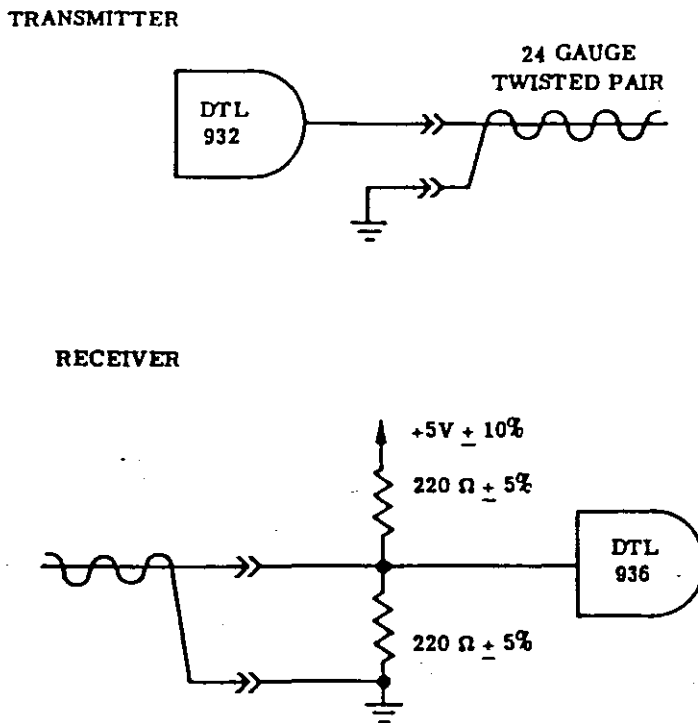 TRANSMITTER
24 GAUGE
TWISTED PAIR
DTL
932
RECEIVER
+5V ± 10%
220 Ω ± 5%
DTL
936
220 Ω ± 5%